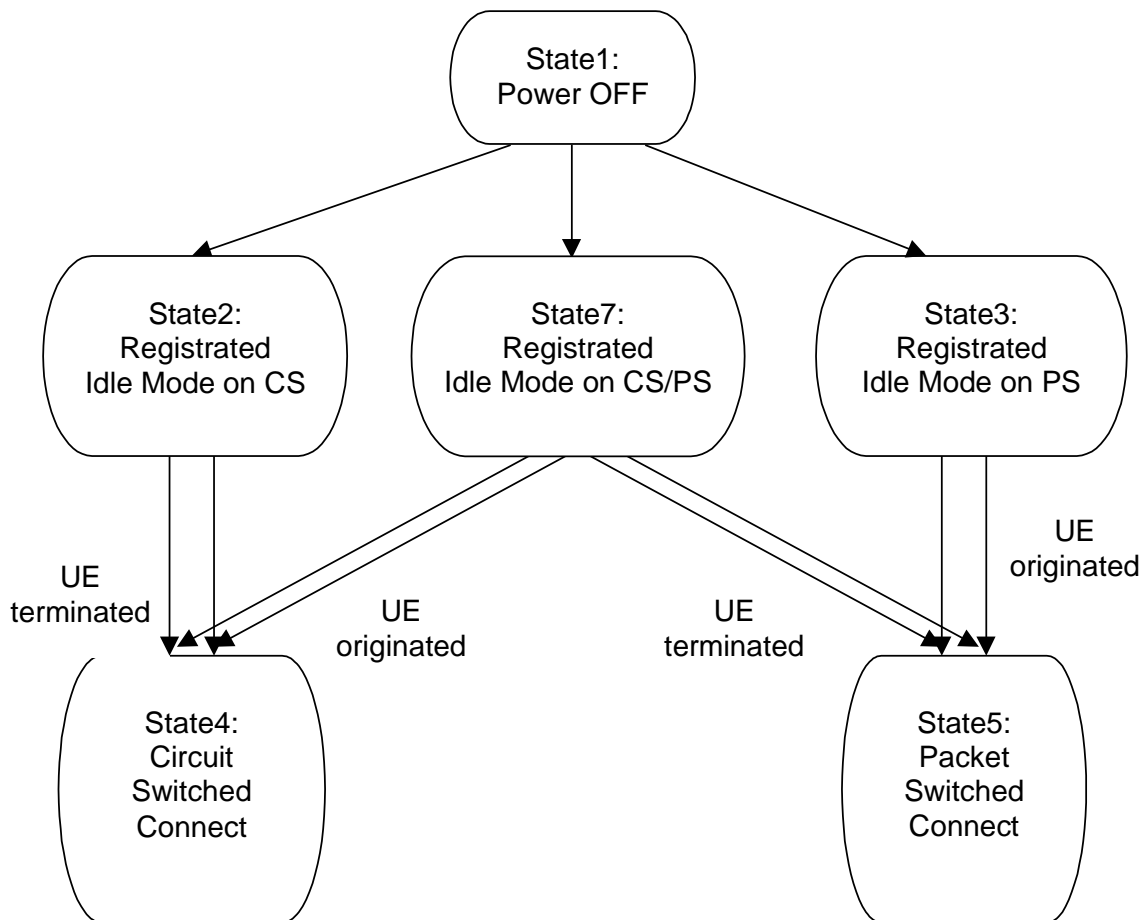 State1:
Power OFF
State2:
Registrated
Idle Mode on CS
State7:
Registrated
Idle Mode on CS/PS
State3:
Registrated
Idle Mode on PS
UE
originated
UE
terminated
UE
originated
UE
terminated
State4:
Circuit
Switched
Connect
State5:
Packet
Switched
Connect